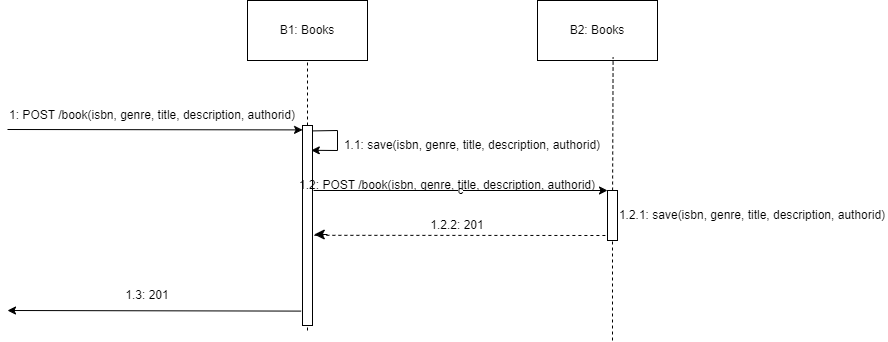 B1: Books
B2: Books
1: POST /book(isbn, genre, title, description, authorid)
1.1: save(isbn, genre, title, description, authorid)
1.2: POST /book(isbn, genre, title, description, authorid)
1.2.1: save(isbn, genre, title, description, authorid)
1.2.2: 201
1.3: 201